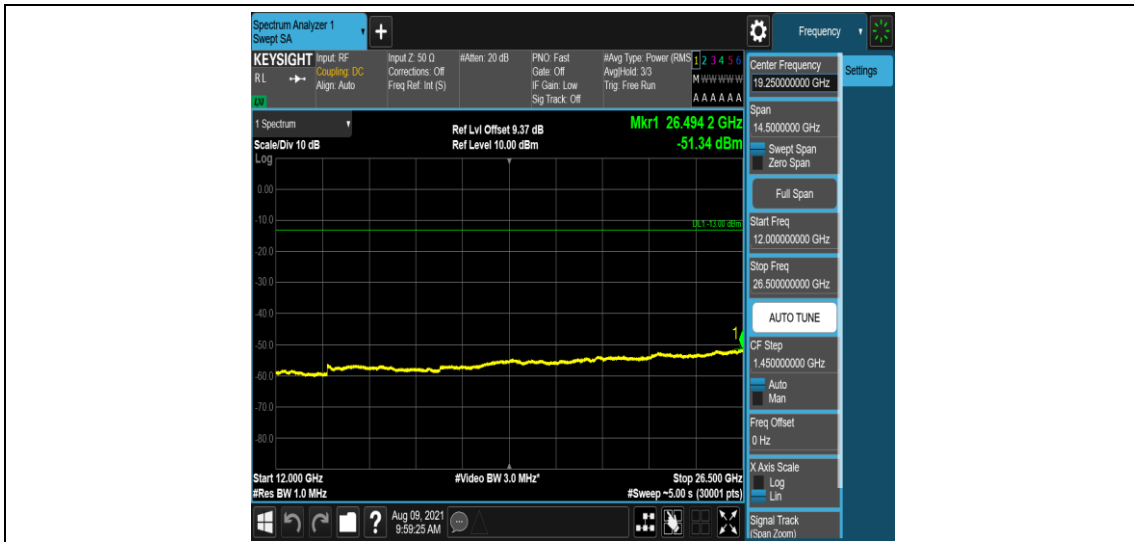 Spectrum Analyzer 1
Swept SA
+
Frequency
KEYSIGHT
RL
LM
Input: RF
Coupling: DC
Align: Auto
Input Z: 50 Ω
Corrections: Off
Freq Ref: Int (S)
#Atten: 20 dB
PNO: Fast
Gate: Off
IF Gain: Low
Sig Track: Off
#Avg Type: Power (RMS
Avg|Hold: 3/3
Trig: Free Run
1 2 3 4 5 6
M W W W W W
A A A A A A
1 Spectrum
Scale/Div 10 dB
Ref Lvl Offset 9.37 dB
Ref Level 10.00 dBm
Mkr1 26.494 2 GHz
-51.34 dBm
Log
0.00
-10.0
DL1 -13.00 dBm
-20.0
-30.0
-40.0
1
-50.0
-60.0
-70.0
-80.0
Start 12.000 GHz
#Res BW 1.0 MHz
#Video BW 3.0 MHz*
Stop 26.500 GHz
#Sweep ~5.00 s (30001 pts)
?
Aug 09, 2021
9:59:25 AM
Center Frequency
19.250000000 GHz
Settings
Span
14.5000000 GHz
Swept Span
Zero Span
Full Span
Start Freq
12.000000000 GHz
Stop Freq
26.500000000 GHz
AUTO TUNE
CF Step
1.450000000 GHz
Auto
Man
Freq Offset
0 Hz
X Axis Scale
Log
Lin
Signal Track
(Span Zoom)